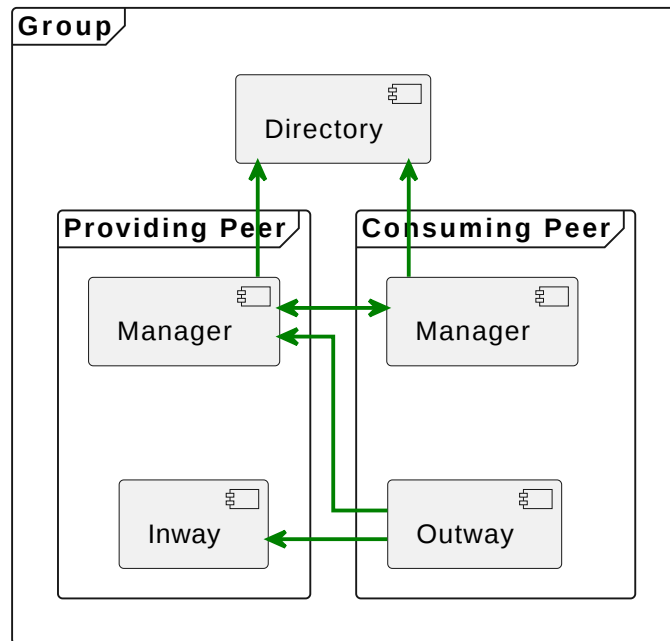 Group
Directory
Providing Peer
Consuming Peer
Manager
Manager
Inway
Outway